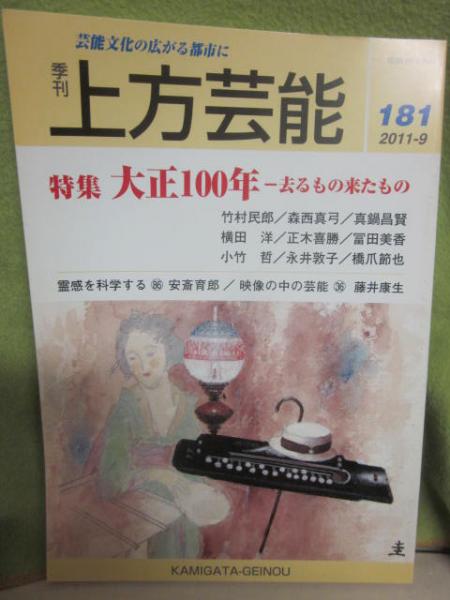 芸能文化の広がる都市に
季刊
上方芸能
181
2011-9
特集 大正100年－去るもの来たもの
竹村民郎／森西真弓／真鍋昌賢
横田 洋／正木喜勝／冨田美香
小竹 哲／永井敦子／橋爪節也
霊感を科学する ㊻ 安斎育郎 ／ 映像の中の芸能 ㊱ 藤井康生
圭
KAMIGATA-GEINOU